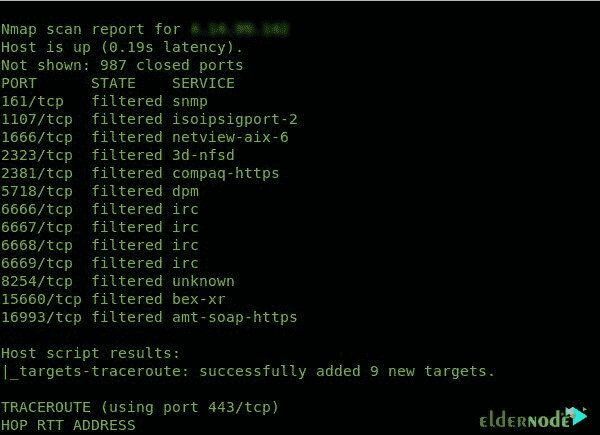 Nmap scan report for
Host is up (0.19s latency).
Not shown: 987 closed ports
PORT      STATE    SERVICE
161/tcp   filtered snmp
1107/tcp  filtered isoipsigport-2
1666/tcp  filtered netview-aix-6
2323/tcp  filtered 3d-nfsd
2381/tcp  filtered compaq-https
5718/tcp  filtered dpm
6666/tcp  filtered irc
6667/tcp  filtered irc
6668/tcp  filtered irc
6669/tcp  filtered irc
8254/tcp  filtered unknown
15660/tcp filtered bex-xr
16993/tcp filtered amt-soap-https
Host script results:
|_targets-traceroute: successfully added 9 new targets.
TRACEROUTE (using port 443/tcp)
HOP RTT ADDRESS
eldernode